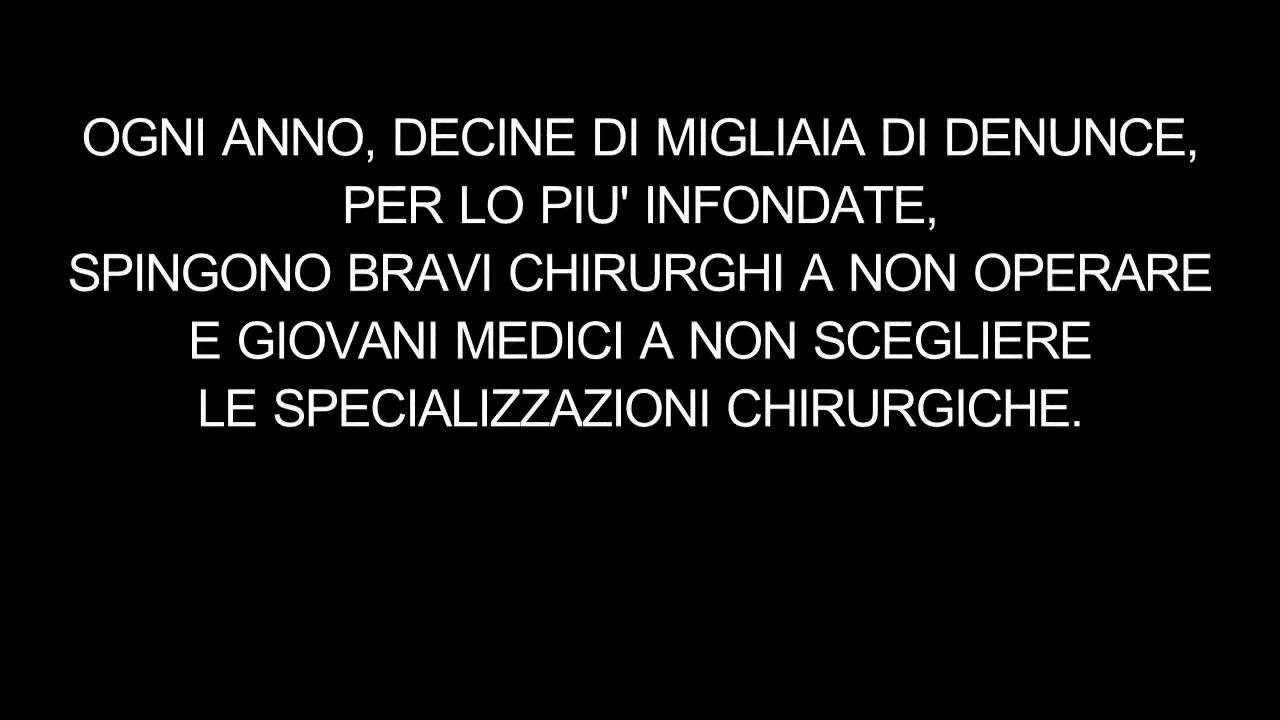 OGNI ANNO, DECINE DI MIGLIAIA DI DENUNCE,
PER LO PIU' INFONDATE,
SPINGONO BRAVI CHIRURGHI A NON OPERARE
E GIOVANI MEDICI A NON SCEGLIERE
LE SPECIALIZZAZIONI CHIRURGICHE.